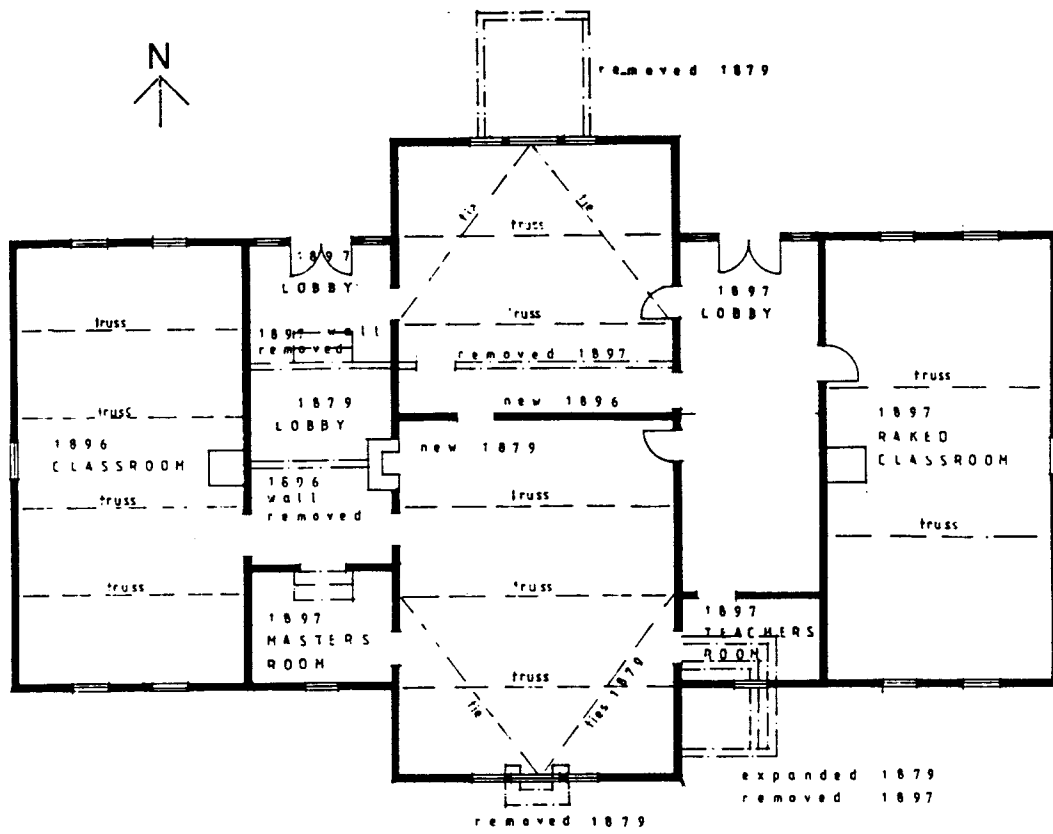 N
removed 1879
tie
tie
truss
1897
LOBBY
1897
LOBBY
truss
truss
1897 wall
removed
removed 1897
truss
1897
RAKED
CLASSROOM
truss
1879
LOBBY
new 1896
1896
CLASSROOM
new 1879
1896
wall
removed
truss
truss
truss
truss
truss
1897
MASTERS
ROOM
1897
TEACHERS
ROOM
truss
tie
ties 1879
expanded 1879
removed 1897
removed 1879